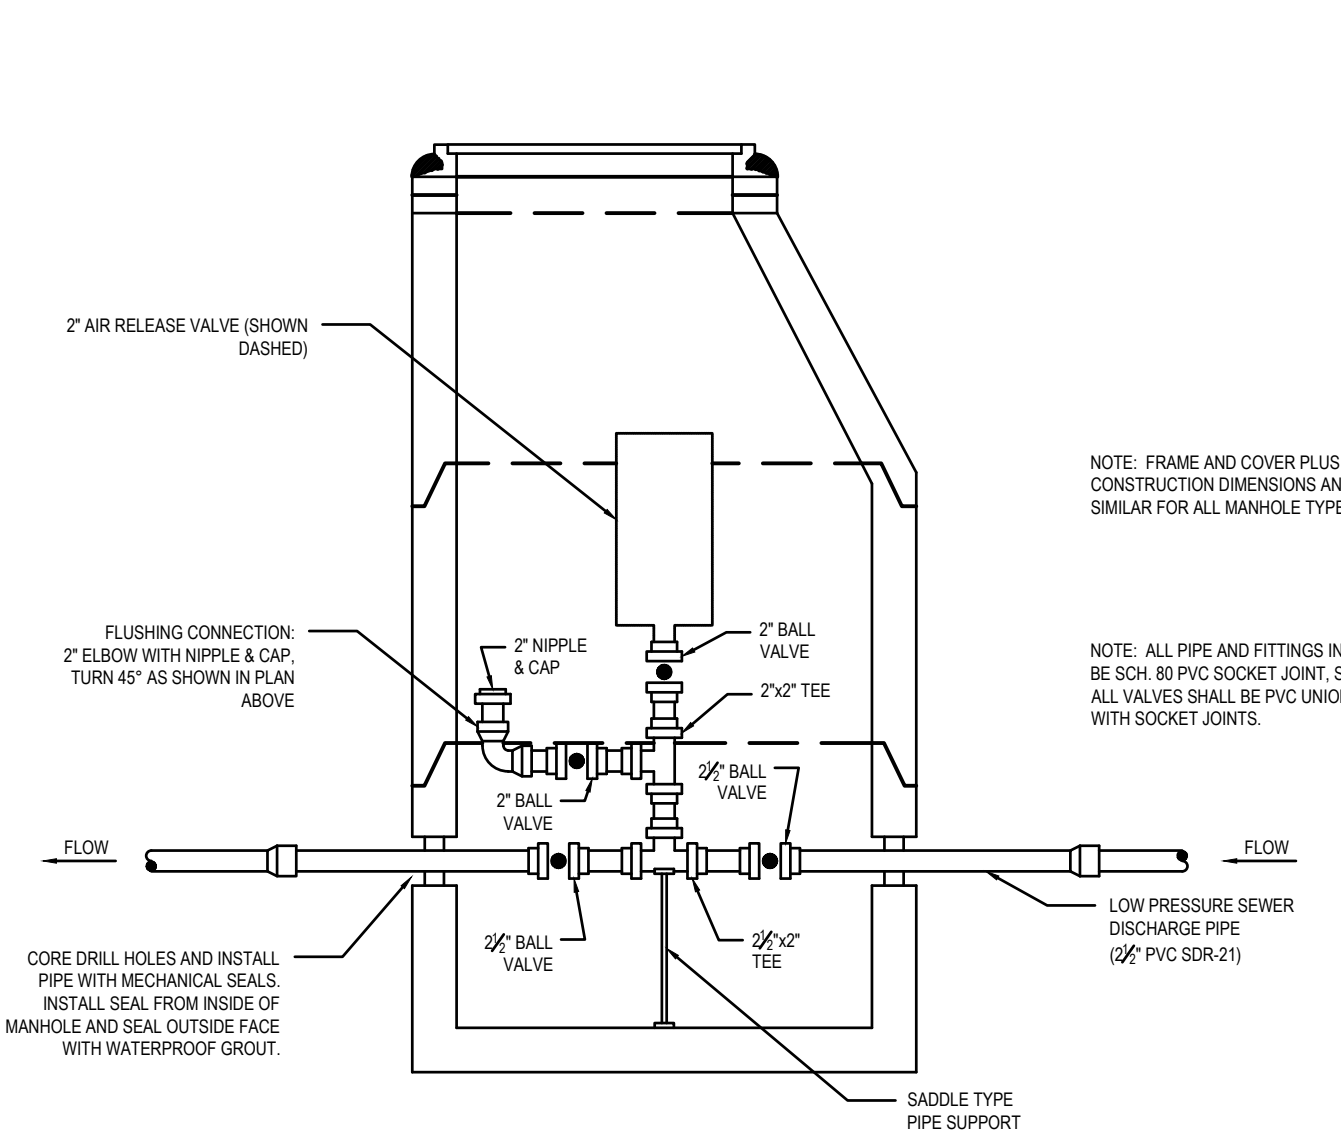 2" AIR RELEASE VALVE (SHOWN
DASHED)
NOTE: FRAME AND COVER PLUS
CONSTRUCTION DIMENSIONS AN
SIMILAR FOR ALL MANHOLE TYPE
FLUSHING CONNECTION:
2" ELBOW WITH NIPPLE & CAP,
TURN 45° AS SHOWN IN PLAN
ABOVE
2" NIPPLE
& CAP
2" BALL
VALVE
2"x2" TEE
NOTE: ALL PIPE AND FITTINGS IN
BE SCH. 80 PVC SOCKET JOINT, S
ALL VALVES SHALL BE PVC UNIO
WITH SOCKET JOINTS.
2" BALL
VALVE
2½" BALL
VALVE
FLOW
FLOW
2½" BALL
VALVE
2½"x2"
TEE
LOW PRESSURE SEWER
DISCHARGE PIPE
(2½" PVC SDR-21)
CORE DRILL HOLES AND INSTALL
PIPE WITH MECHANICAL SEALS.
INSTALL SEAL FROM INSIDE OF
MANHOLE AND SEAL OUTSIDE FACE
WITH WATERPROOF GROUT.
SADDLE TYPE
PIPE SUPPORT